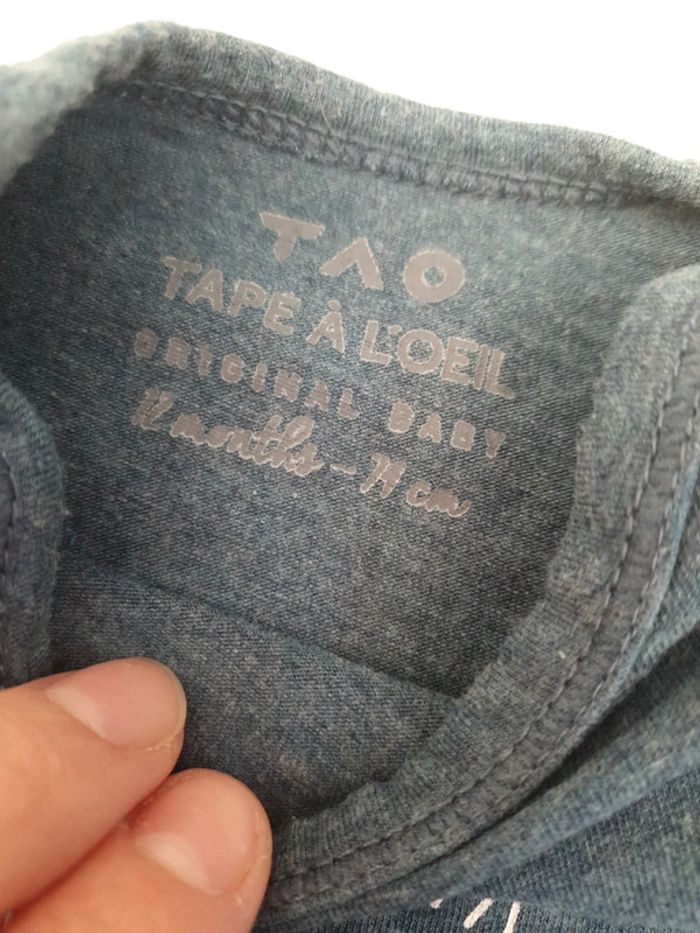 TAO
TAPE À L'OEIL
ORIGINAL BABY
12 months - 74 cm